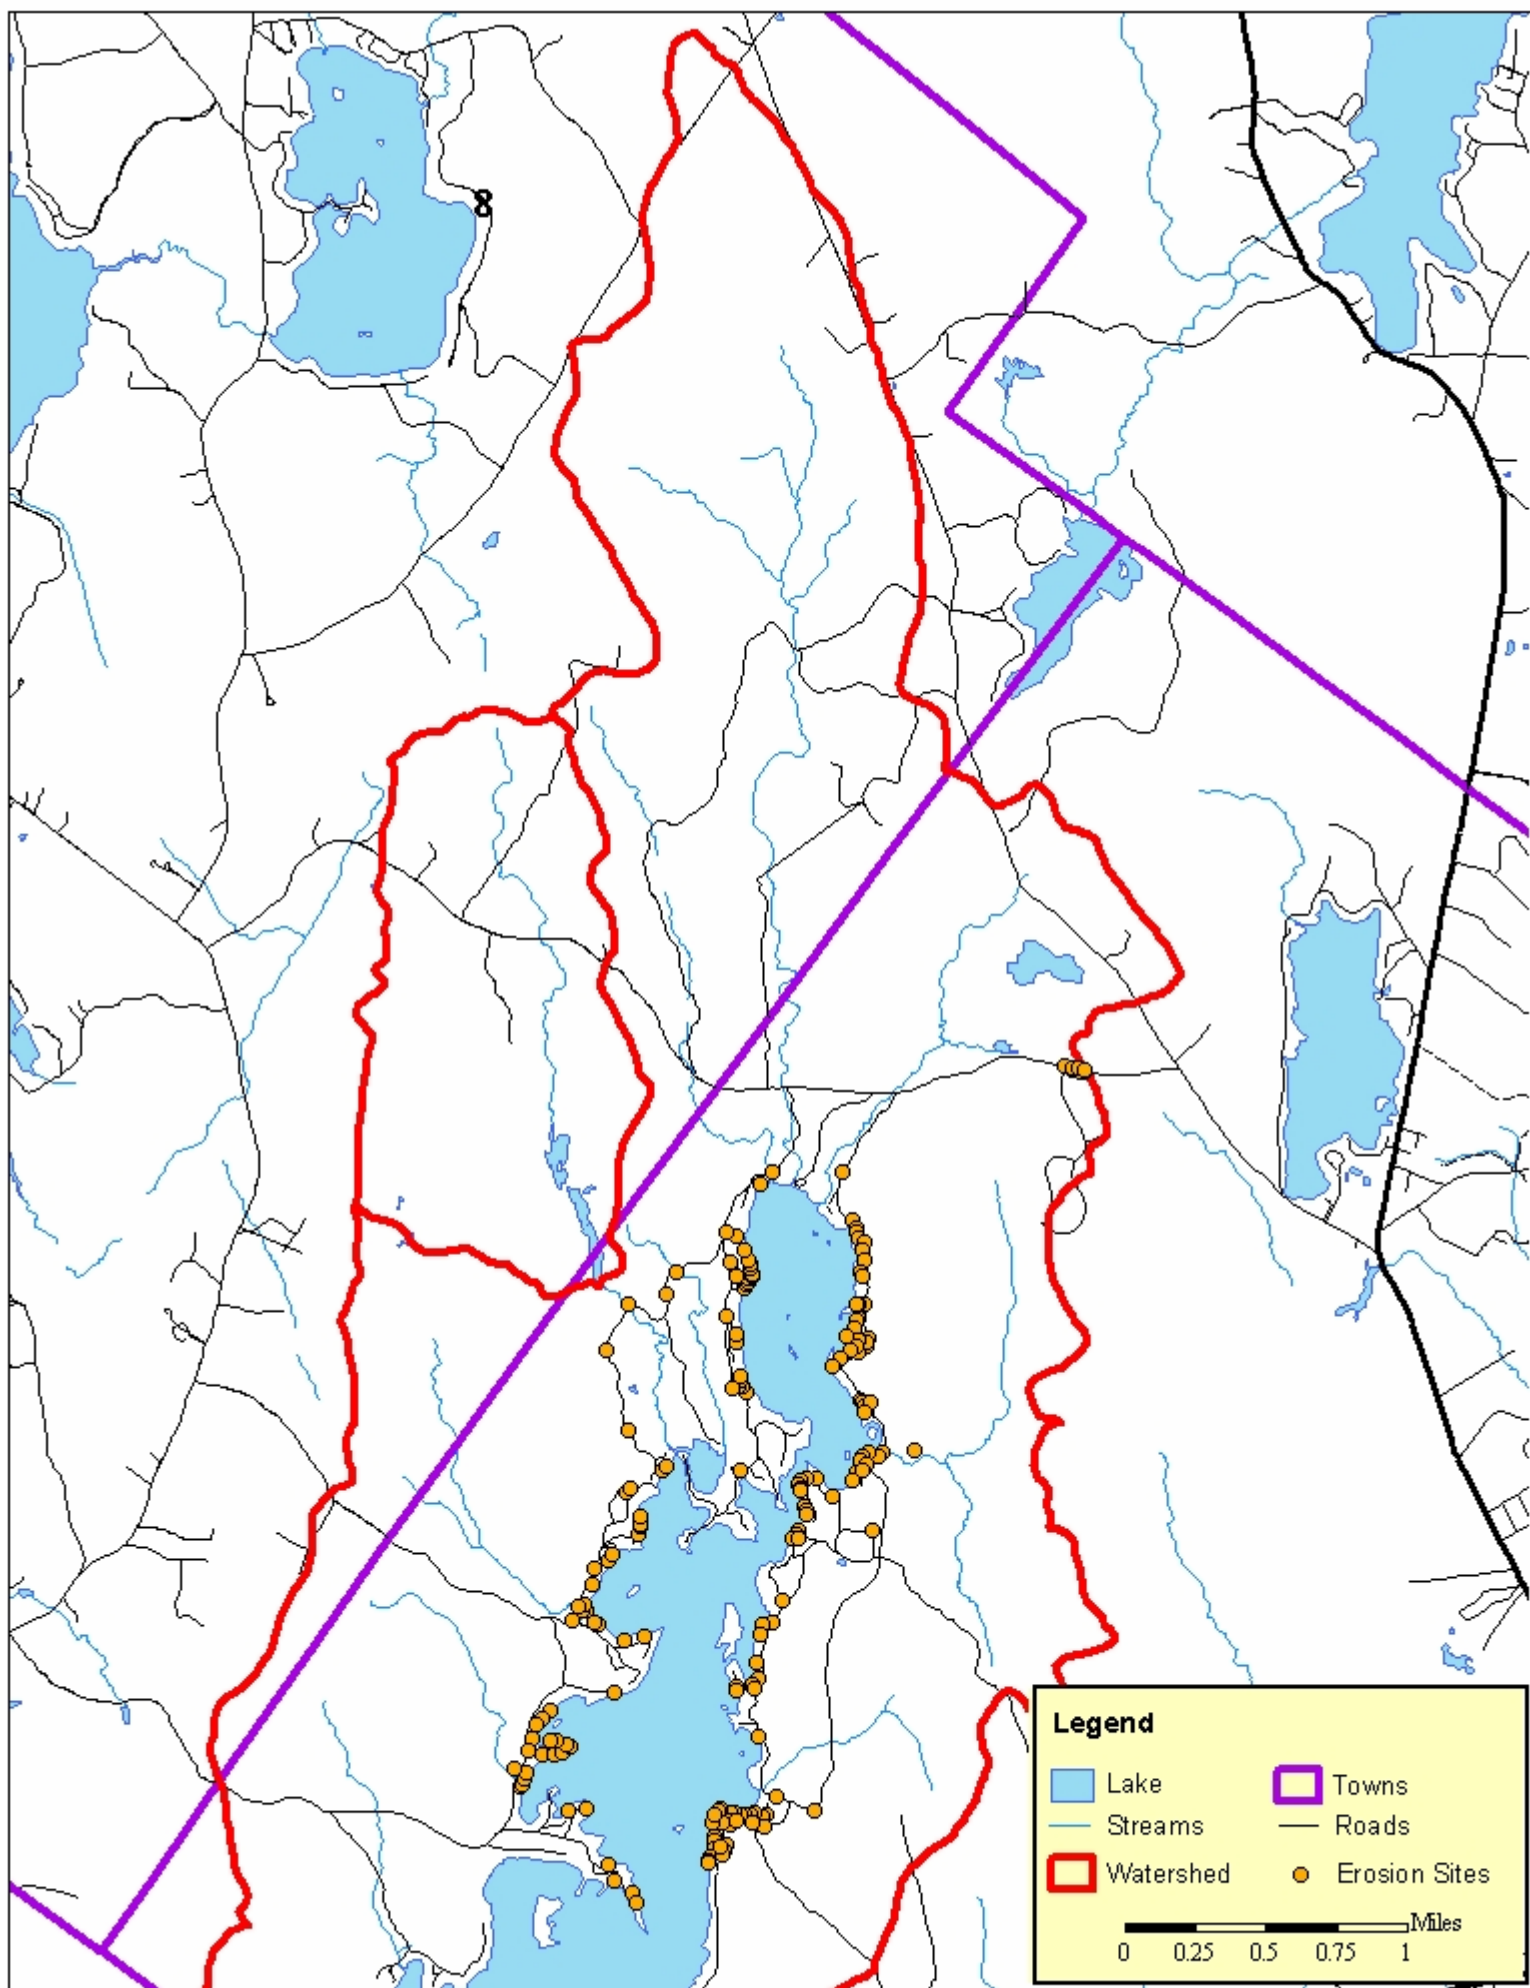 8
Legend
Lake
Towns
Streams
Roads
Watershed
Erosion Sites
Miles
0 0.25 0.5 0.75 1